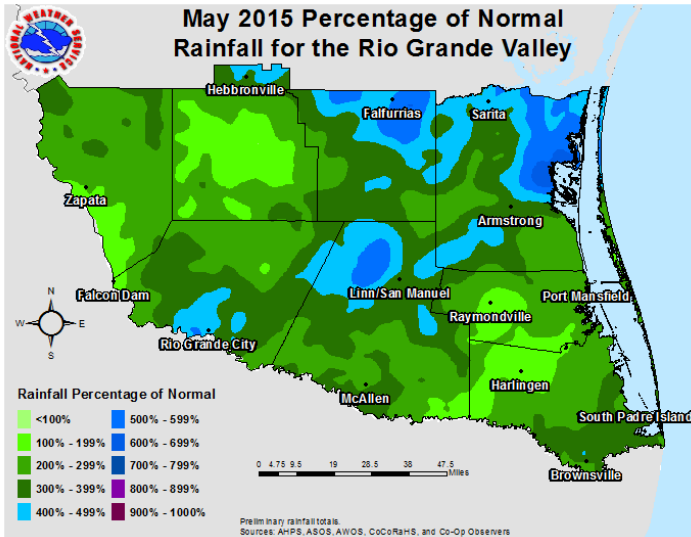 May 2015 Percentage of Normal
Rainfall for the Rio Grande Valley
NATIONAL WEATHER SERVICE
Hebbronville
Falfurrias
Sarita
Zapata
Armstrong
Falcon Dam
Linn/San Manuel
Port Mansfield
Raymondville
N
W
E
S
Rio Grande City
Harlingen
McAllen
South Padre Island
Brownsville
Rainfall Percentage of Normal
<100% 500% - 599%
100% - 199% 600% - 699%
200% - 299% 700% - 799%
300% - 399% 800% - 899%
400% - 499% 900% - 1000%
0 4.75 9.5 19 28.5 38 47.5
Miles
Preliminary rainfall totals.
Sources: AHPS, ASOS, AWOS, CoCoRaHS, and Co-Op Observers